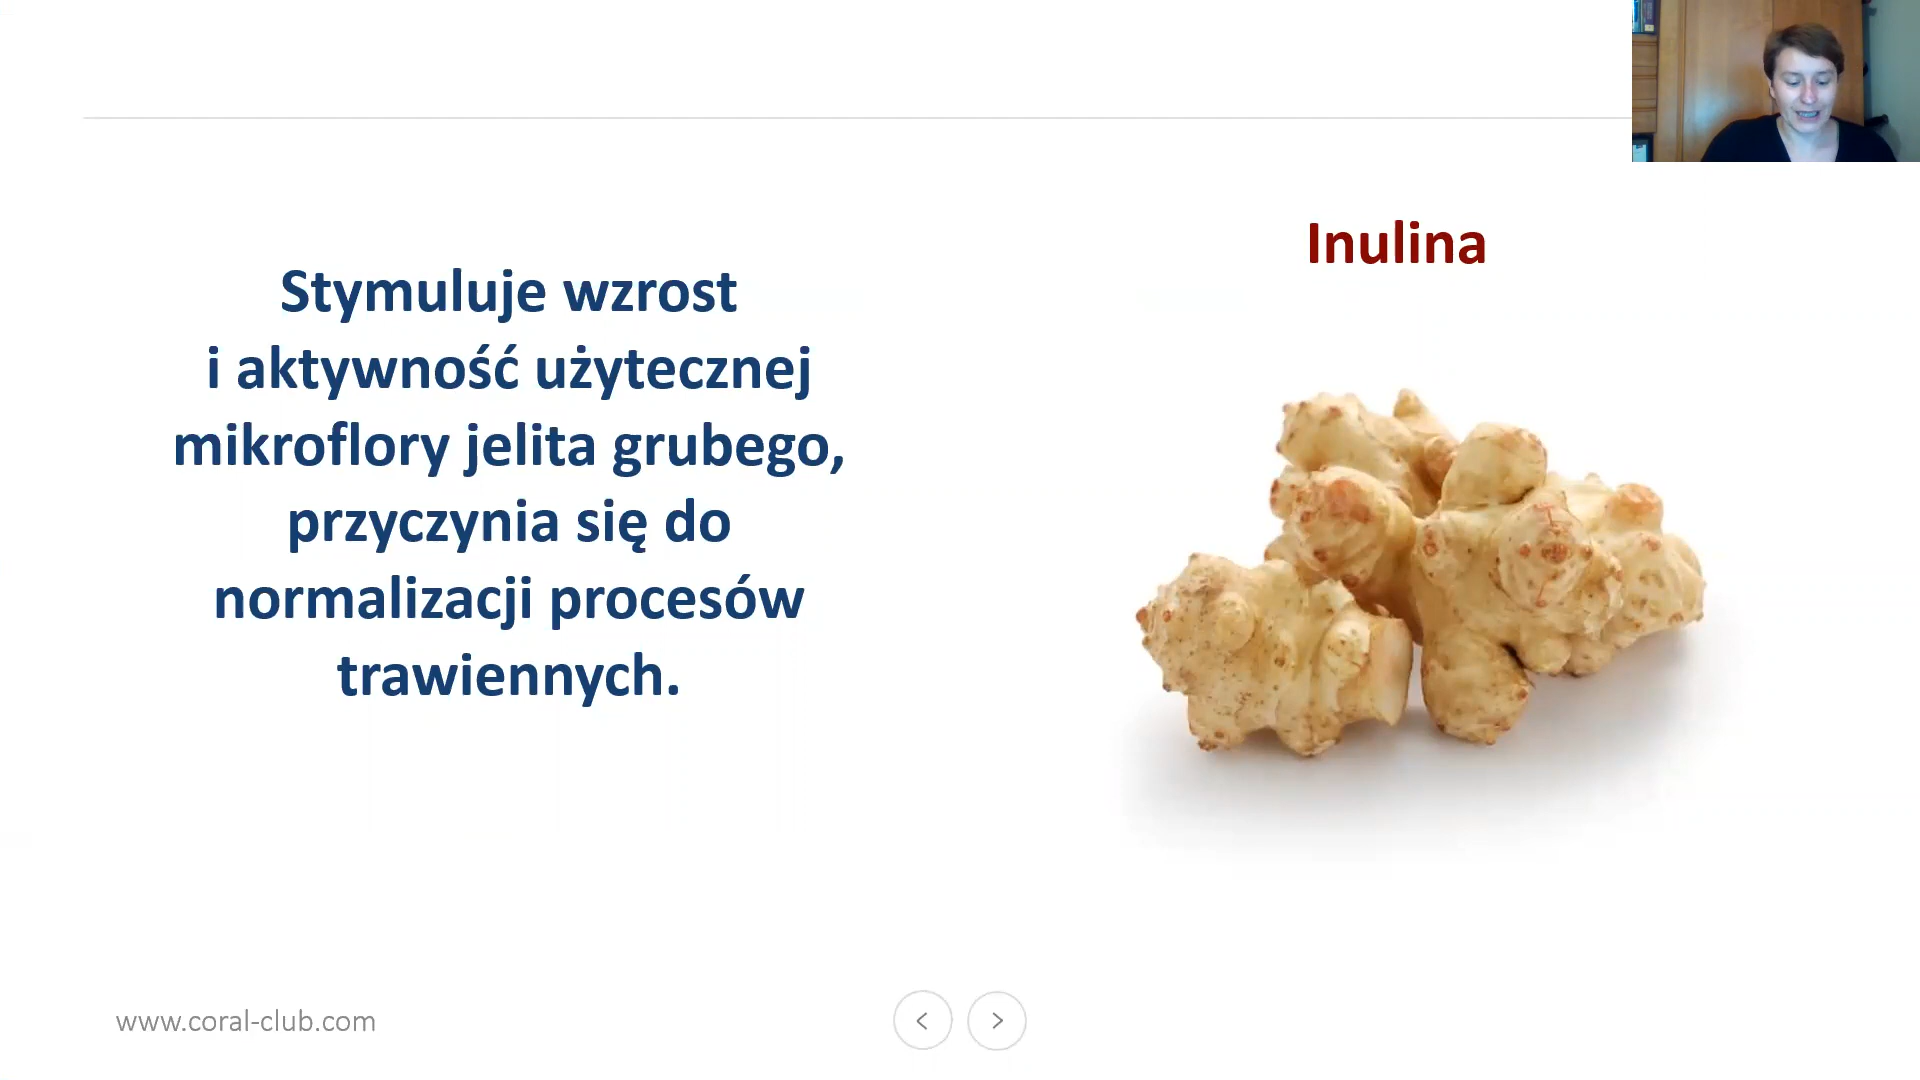 Inulina
Stymuluje wzrost
i aktywność użytecznej
mikroflory jelita grubego,
przyczynia się do
normalizacji procesów
trawiennych.
www.coral-club.com